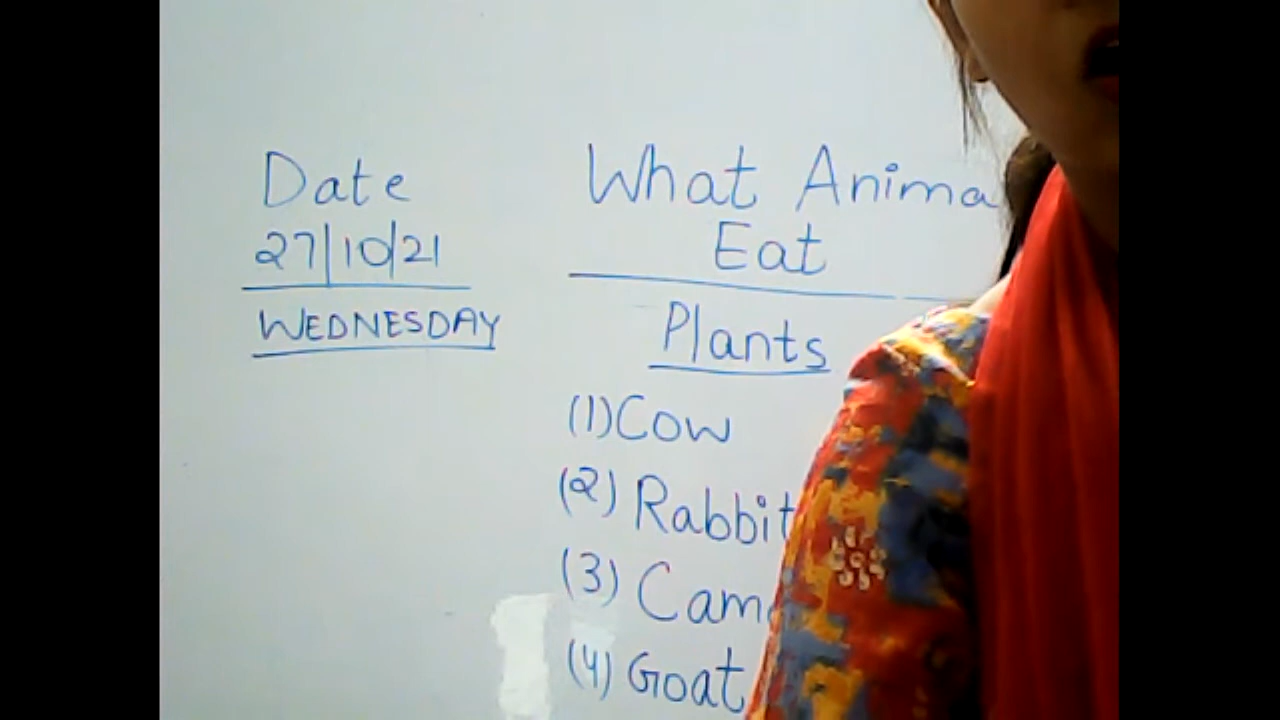 Date
27/10/21
WEDNESDAY
What Anima
Eat
Plants
(1) Cow
(2) Rabbit
(3) Cam
(4) Goat